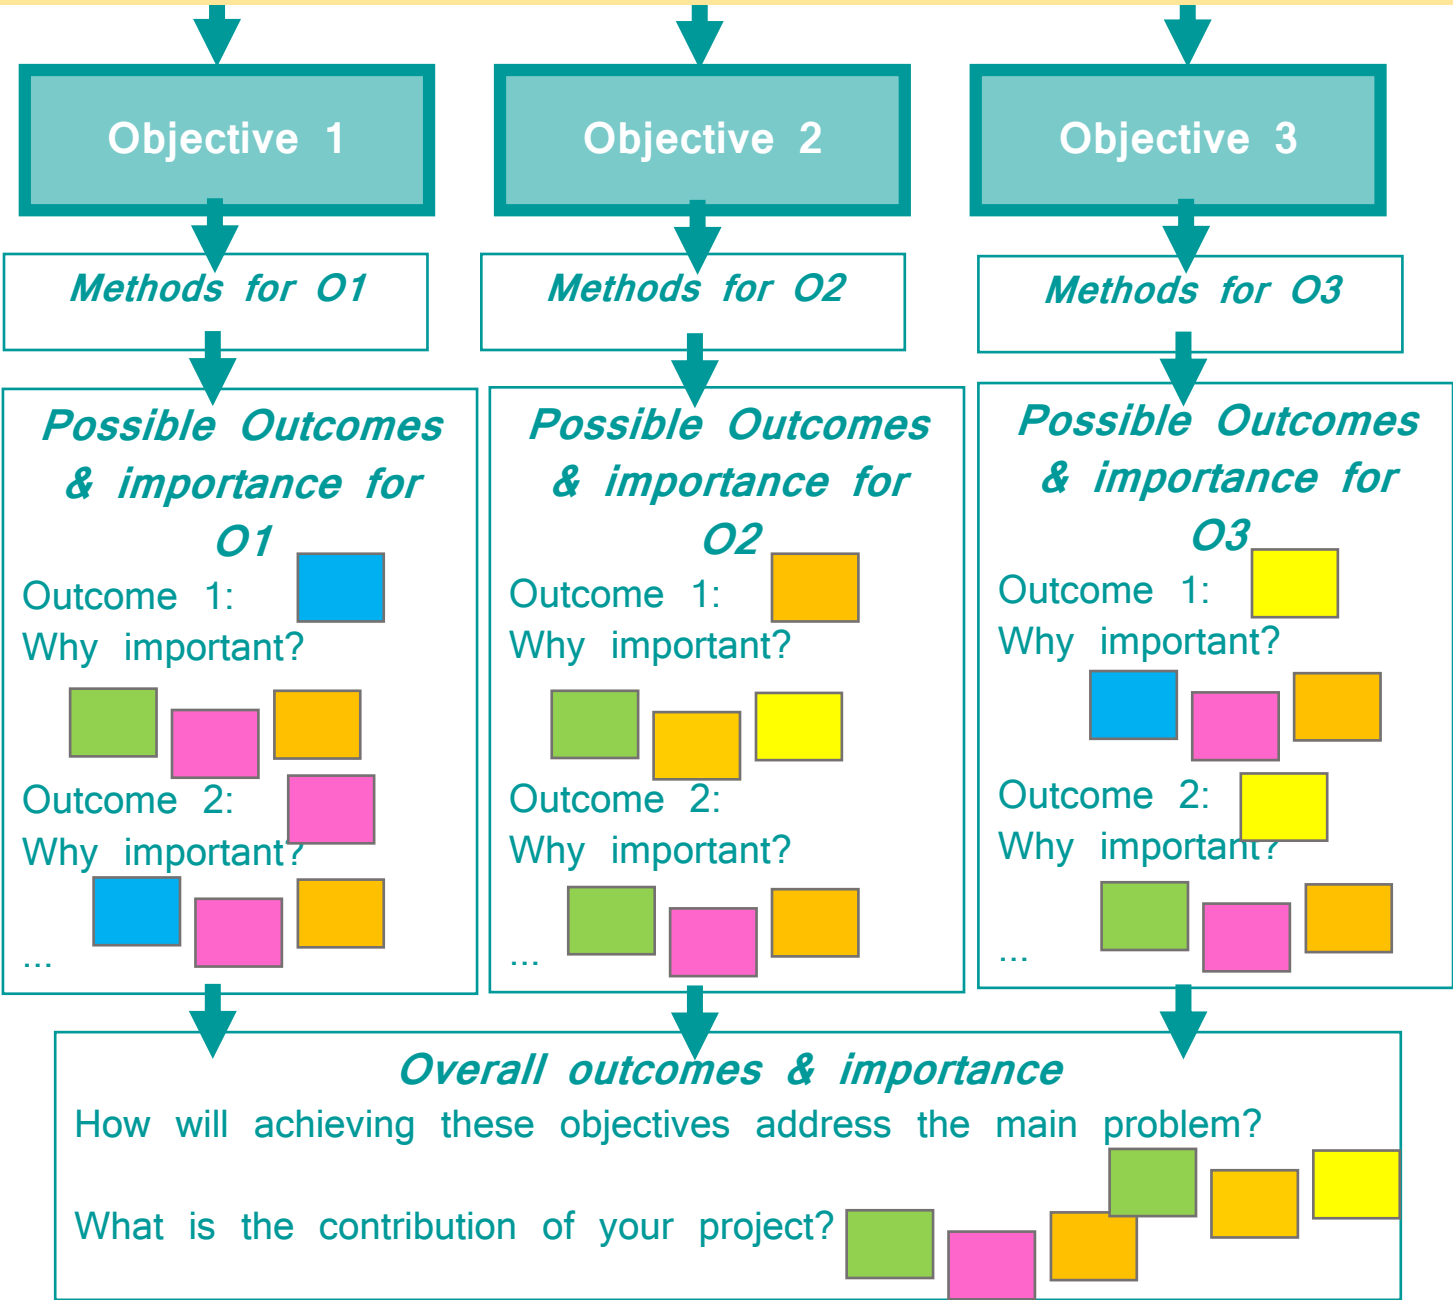 Objective 1
Objective 2
Objective 3
Methods for O1
Methods for O2
Methods for O3
Possible Outcomes
& importance for
O1
Outcome 1:
Why important?
Outcome 2:
Why important?
...
Possible Outcomes
& importance for
O2
Outcome 1:
Why important?
Outcome 2:
Why important?
...
Possible Outcomes
& importance for
O3
Outcome 1:
Why important?
Outcome 2:
Why important?
...
Overall outcomes & importance
How will achieving these objectives address the main problem?
What is the contribution of your project?